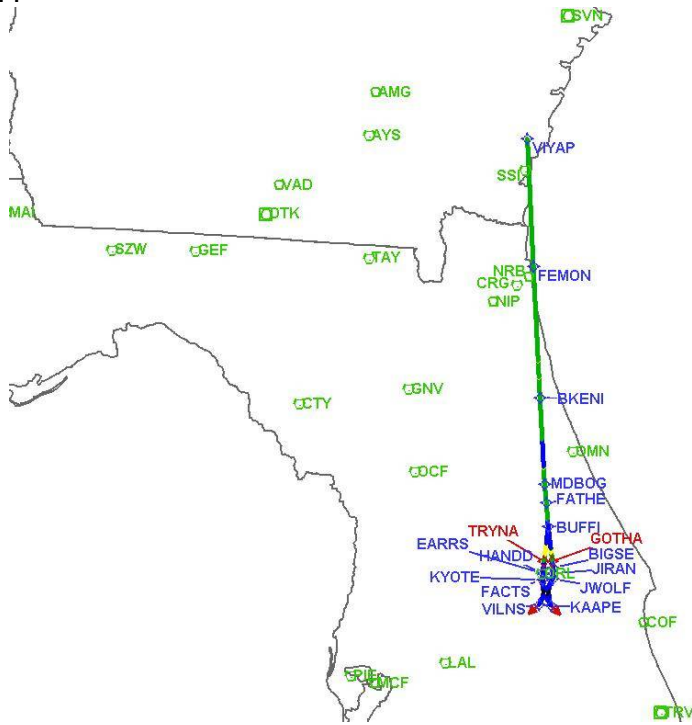 SVN
AMG
AYS
VIYAP
SSI
VAD
OTK
MAI
SZW
GEF
TAY
NRB
FEMON
CRG
NIP
GNV
BKENI
CTY
OMN
OCF
MDBOG
FATHE
BUFFI
TRYNA
GOTHA
EARRS
HANDD
BIGSE
ORL
JIRAN
KYOTE
FACTS
JWOLF
VILNS
KAAPE
COF
LAL
PIE
MCF
TRV